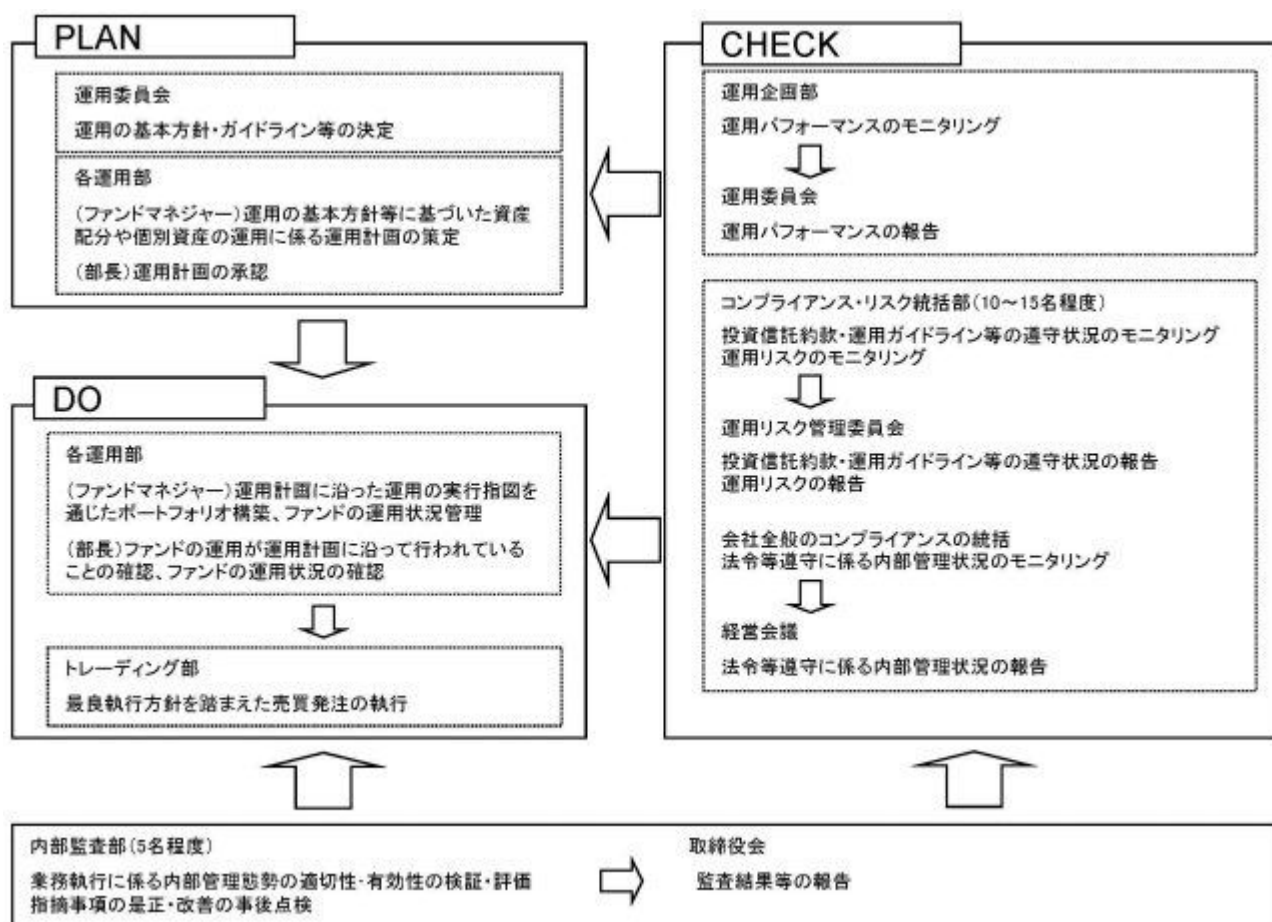 PLAN
運用委員会
運用の基本方針・ガイドライン等の決定
各運用部
(ファンドマネジャー)運用の基本方針等に基づいた資産
配分や個別資産の運用に係る運用計画の策定
(部長)運用計画の承認
DO
各運用部
(ファンドマネジャー)運用計画に沿った運用の実行指図を
通じたポートフォリオ構築、ファンドの運用状況管理
(部長)ファンドの運用が運用計画に沿って行われている
ことの確認、ファンドの運用状況の確認
トレーディング部
最良執行方針を踏まえた売買発注の執行
CHECK
運用企画部
運用パフォーマンスのモニタリング
運用委員会
運用パフォーマンスの報告
コンプライアンス・リスク統括部(10~15名程度)
投資信託約款・運用ガイドライン等の遵守状況のモニタリング
運用リスクのモニタリング
運用リスク管理委員会
投資信託約款・運用ガイドライン等の遵守状況の報告
運用リスクの報告
会社全般のコンプライアンスの統括
法令等遵守に係る内部管理状況のモニタリング
経営会議
法令等遵守に係る内部管理状況の報告
内部監査部(5名程度)
業務執行に係る内部管理態勢の適切性・有効性の検証・評価
指摘事項の是正・改善の事後点検
取締役会
監査結果等の報告